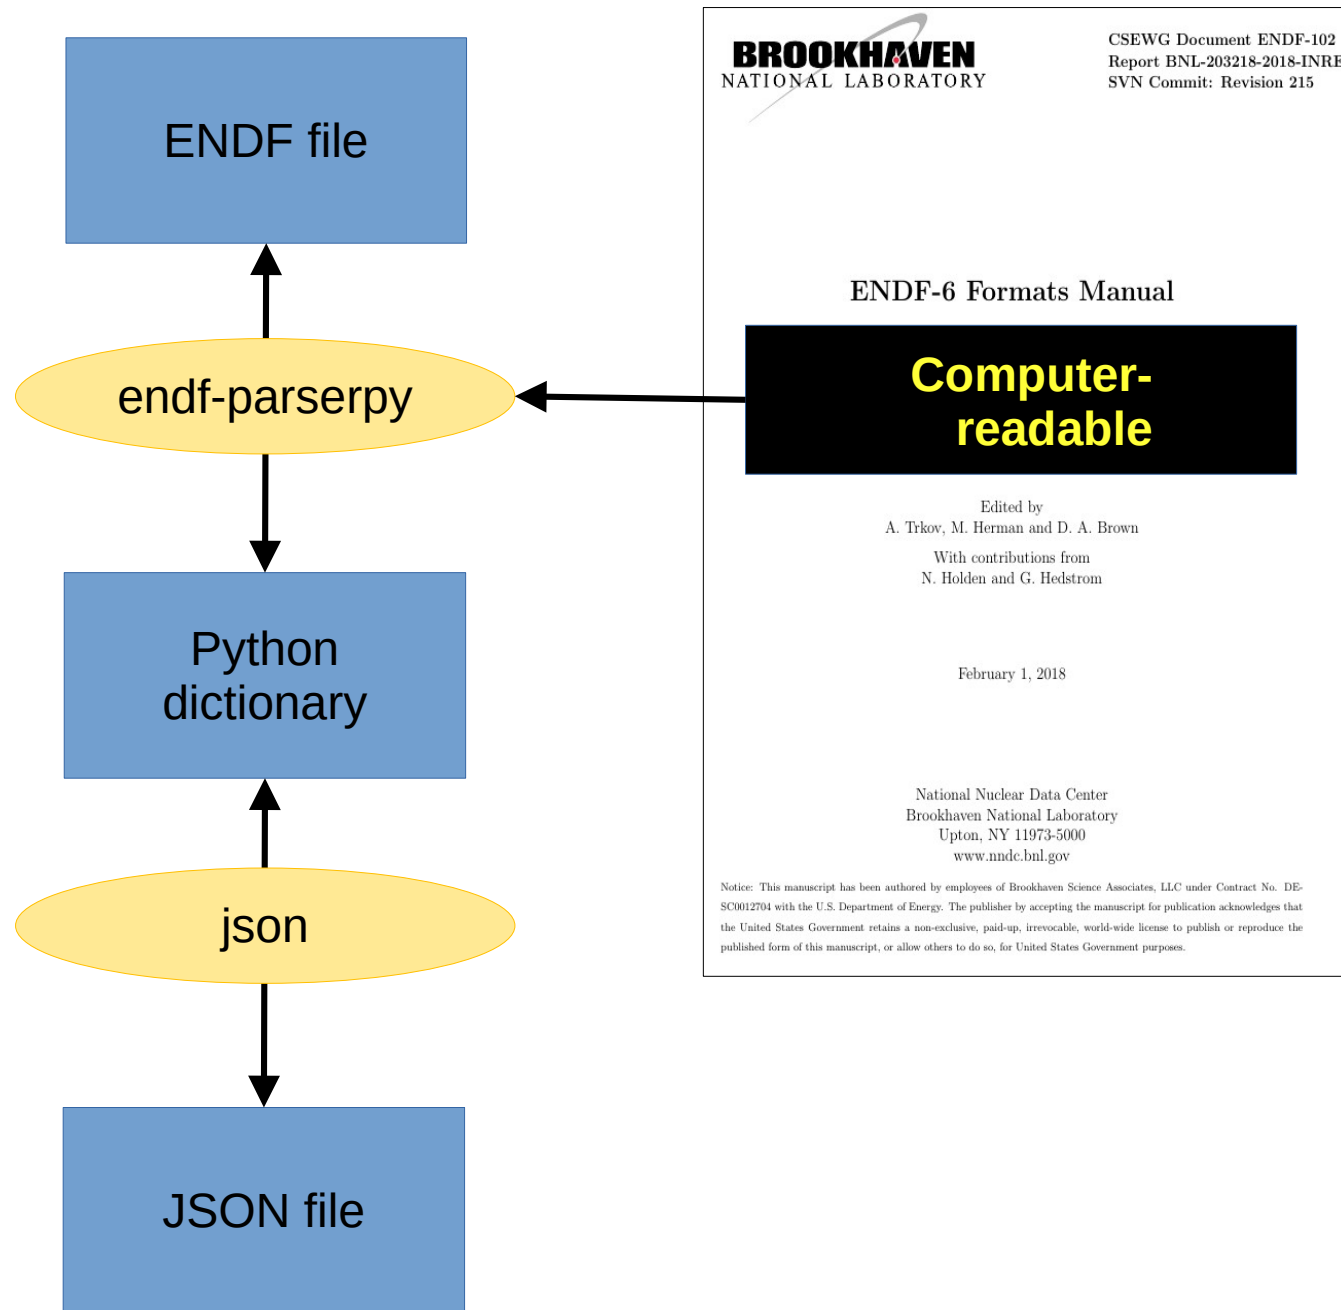 ENDF file
endf-parserpy
Python
dictionary
json
JSON file
BROOKHAVEN
NATIONAL LABORATORY
CSEWG Document ENDF-102
Report BNL-203218-2018-INRE
SVN Commit: Revision 215
ENDF-6 Formats Manual
Computer-
readable
Edited by
A. Trkov, M. Herman and D. A. Brown
With contributions from
N. Holden and G. Hedstrom
February 1, 2018
National Nuclear Data Center
Brookhaven National Laboratory
Upton, NY 11973-5000
www.nndc.bnl.gov
Notice: This manuscript has been authored by employees of Brookhaven Science Associates, LLC under Contract No. DE-
SC0012704 with the U.S. Department of Energy. The publisher by accepting the manuscript for publication acknowledges that
the United States Government retains a non-exclusive, paid-up, irrevocable, world-wide license to publish or reproduce the
published form of this manuscript, or allow others to do so, for United States Government purposes.